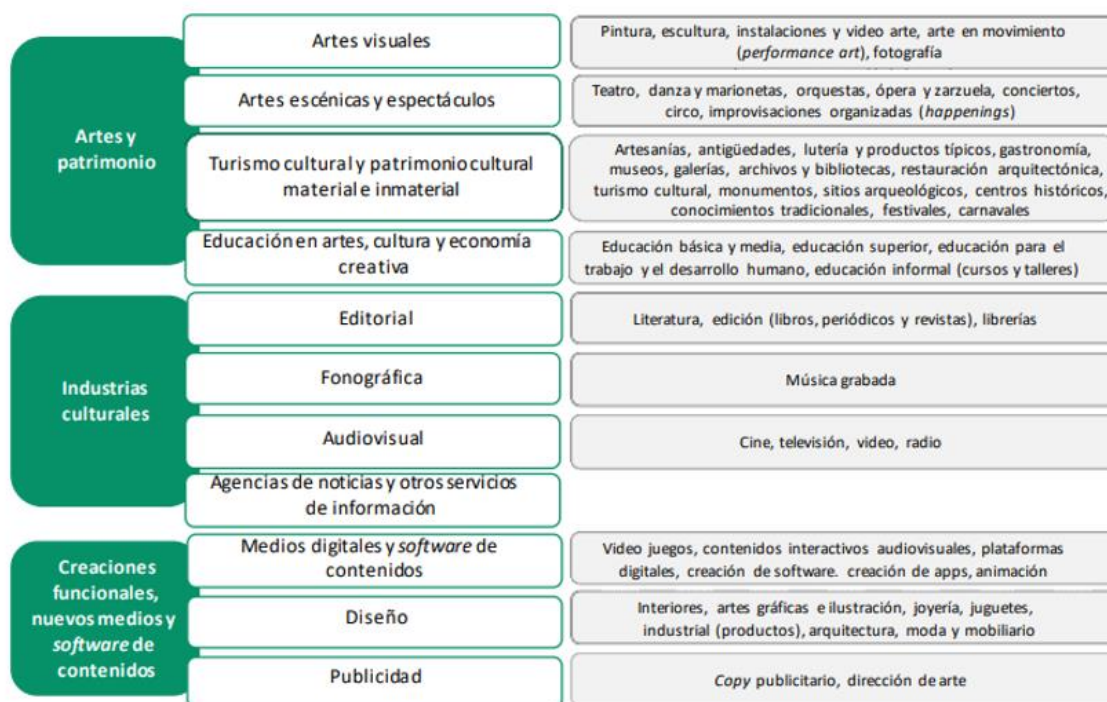 Artes y
patrimonio
Artes visuales
Pintura, escultura, instalaciones y video arte, arte en movimiento
(performance art), fotografía
Artes escénicas y espectáculos
Teatro, danza y marionetas, orquestas, ópera y zarzuela, conciertos,
circo, improvisaciones organizadas (happenings)
Turismo cultural y patrimonio cultural
material e inmaterial
Artesanías, antigüedades, lutería y productos típicos, gastronomía,
museos, galerías, archivos y bibliotecas, restauración arquitectónica,
turismo cultural, monumentos, sitios arqueológicos, centros históricos,
conocimientos tradicionales, festivales, carnavales
Educación en artes, cultura y economía
creativa
Educación básica y media, educación superior, educación para el
trabajo y el desarrollo humano, educación informal (cursos y talleres)
Industrias
culturales
Editorial
Literatura, edición (libros, periódicos y revistas), librerías
Fonográfica
Música grabada
Audiovisual
Cine, televisión, video, radio
Agencias de noticias y otros servicios
de información
Creaciones
funcionales,
nuevos medios y
software de
contenidos
Medios digitales y software de
contenidos
Video juegos, contenidos interactivos audiovisuales, plataformas
digitales, creación de software. creación de apps, animación
Diseño
Interiores, artes gráficas e ilustración, joyería, juguetes,
industrial (productos), arquitectura, moda y mobiliario
Publicidad
Copy publicitario, dirección de arte